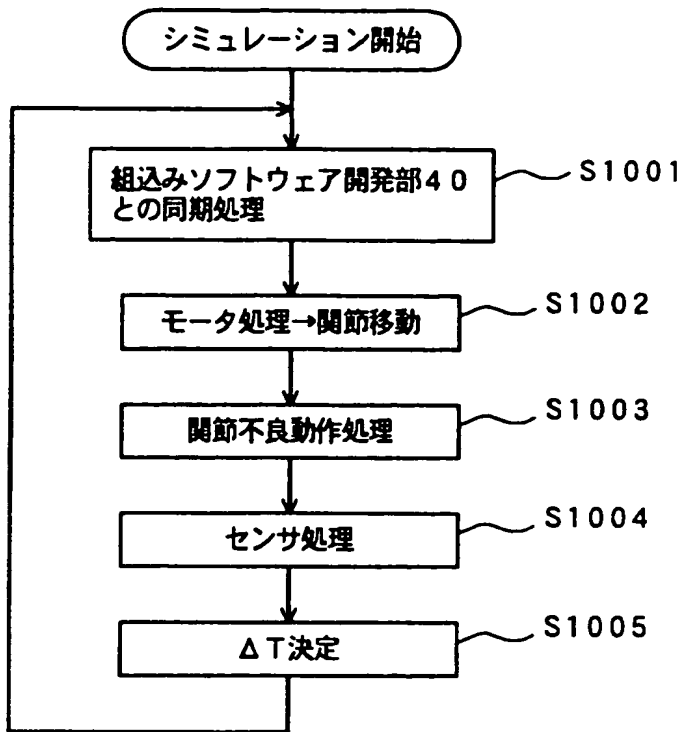 シミュレーション開始
組込みソフトウェア開発部40
との同期処理
S1001
モータ処理→関節移動
S1002
関節不良動作処理
S1003
センサ処理
S1004
ΔT決定
S1005